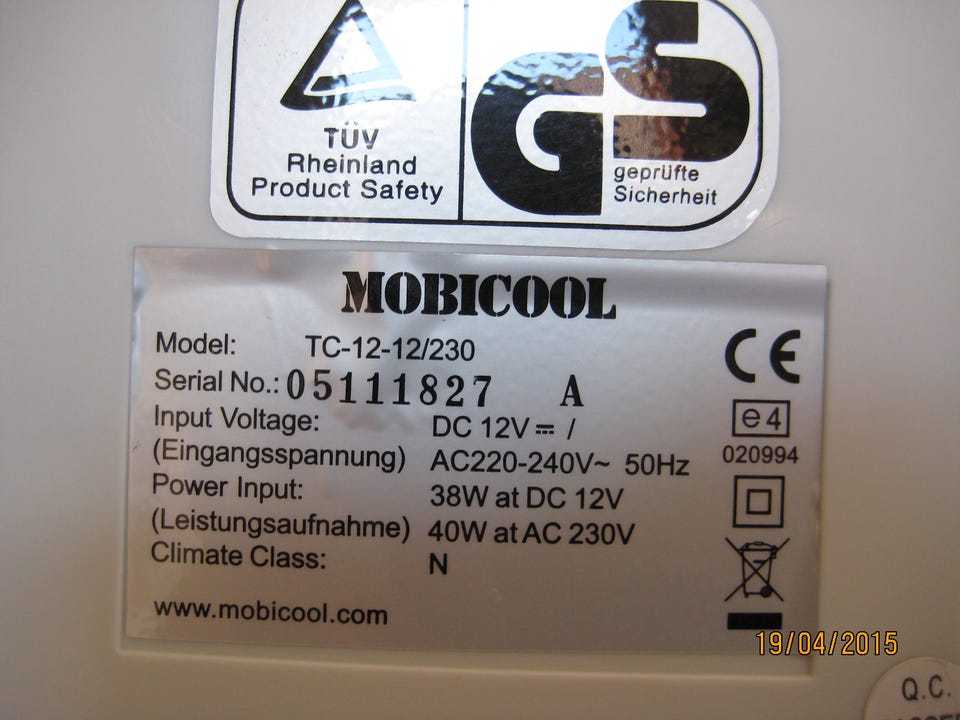 TÜV
Rheinland
Product Safety
GS
geprüfte
Sicherheit
MOBICOOL
Model: TC-12-12/230
Serial No.: 05111827 A
Input Voltage: DC 12V⎓ /
(Eingangsspannung) AC220-240V~ 50Hz
Power Input: 38W at DC 12V
(Leistungsaufnahme) 40W at AC 230V
Climate Class: N
www.mobicool.com
CE
e4
020994
19/04/2015
Q.C.